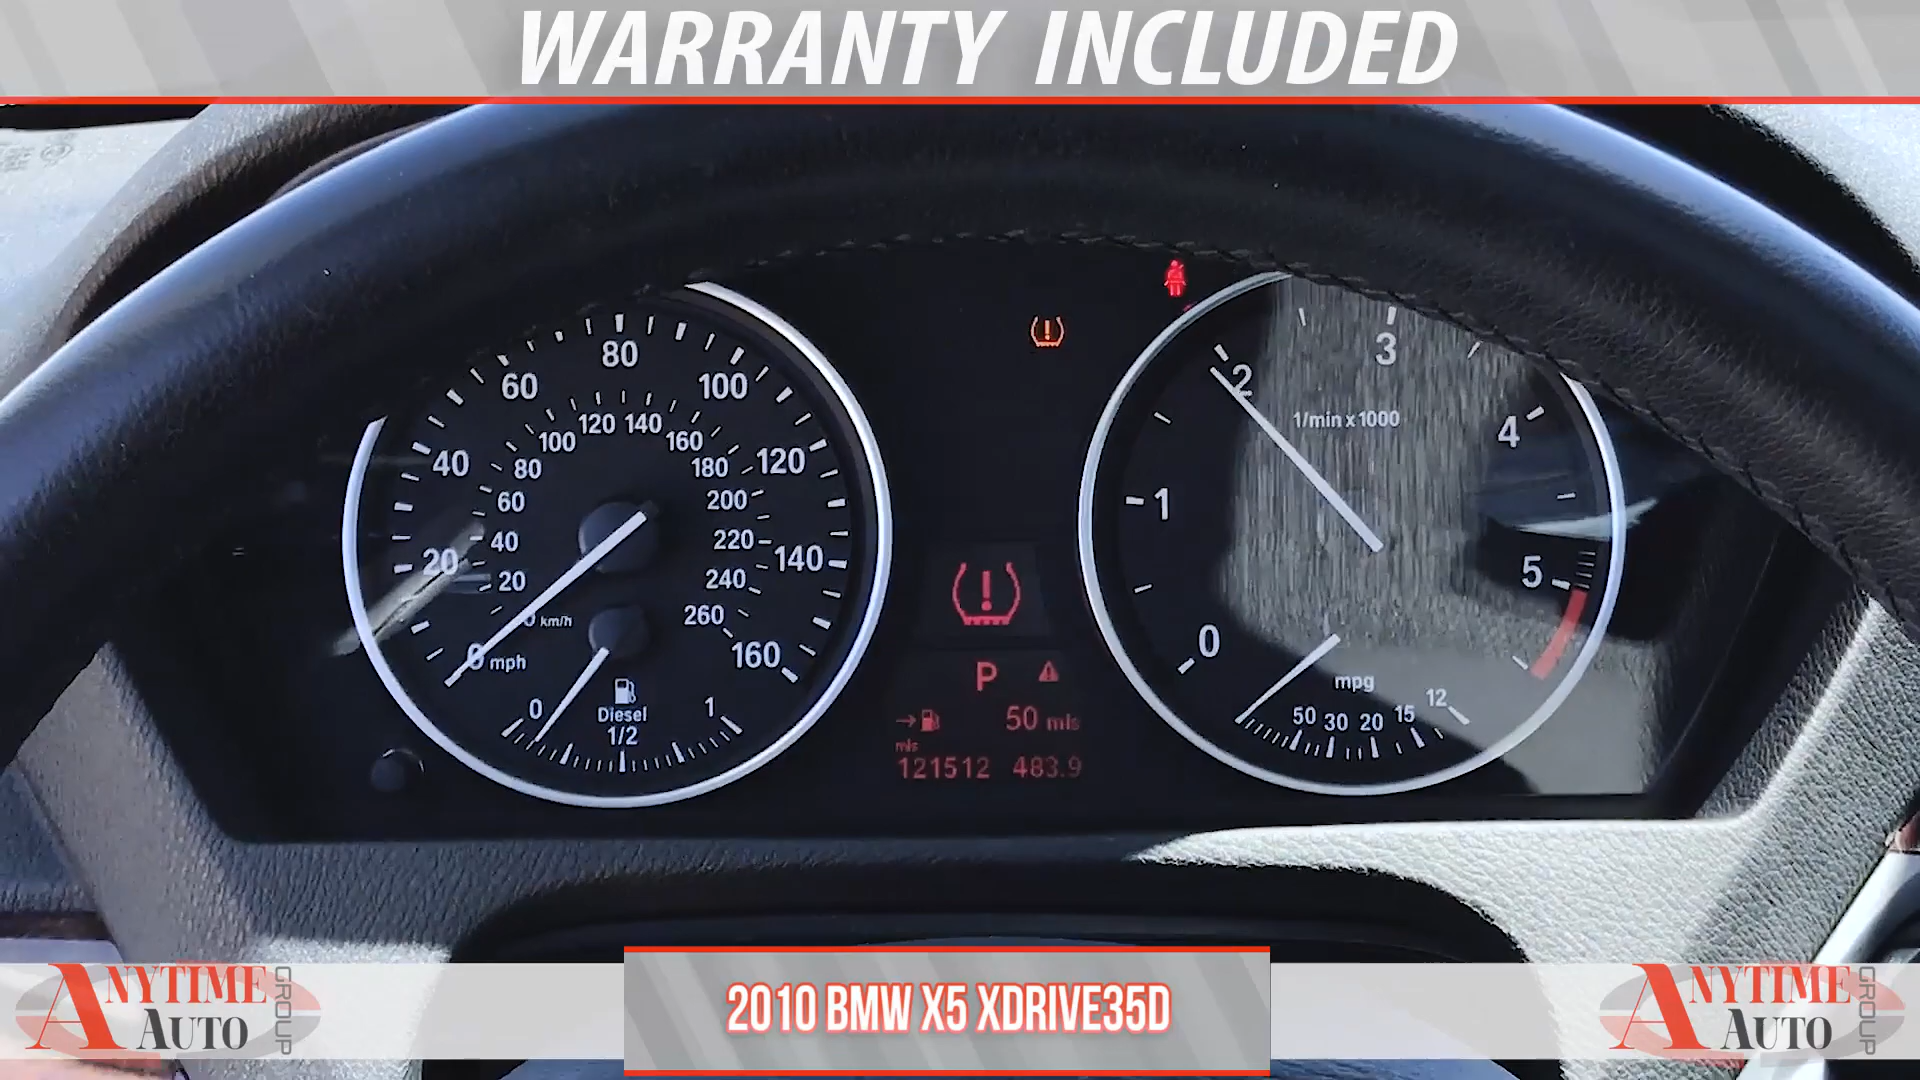 WARRANTY INCLUDED
80
60
100
40
120
20
140
0 mph
160
120 140
100
160
80
180
60
200
40
220
20
240
km/h
260
0
1
Diesel
1/2
P
50 mls
mls
121512 483.9
2
3
1/min x 1000
4
1
5
0
mpg
50 30 20 15 12
ANYTIME
AUTO
GROUP
2010 BMW X5 XDRIVE35D
ANYTIME
AUTO
GROUP